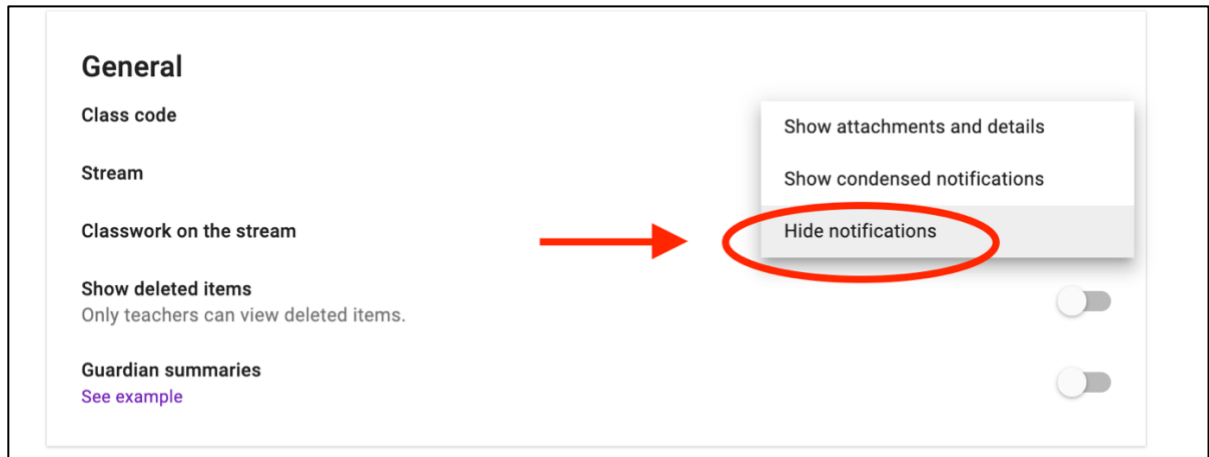 General
Class code
Show attachments and details
Stream
Show condensed notifications
Classwork on the stream
Hide notifications
Show deleted items
Only teachers can view deleted items.
Guardian summaries
See example